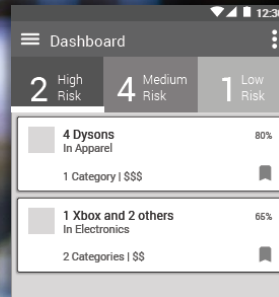 12:30
Dashboard
2 High Risk
4 Medium Risk
1 Low Risk
4 Dysons
80%
In Apparel
1 Category | $$$
1 Xbox and 2 others
65%
In Electronics
2 Categories | $$